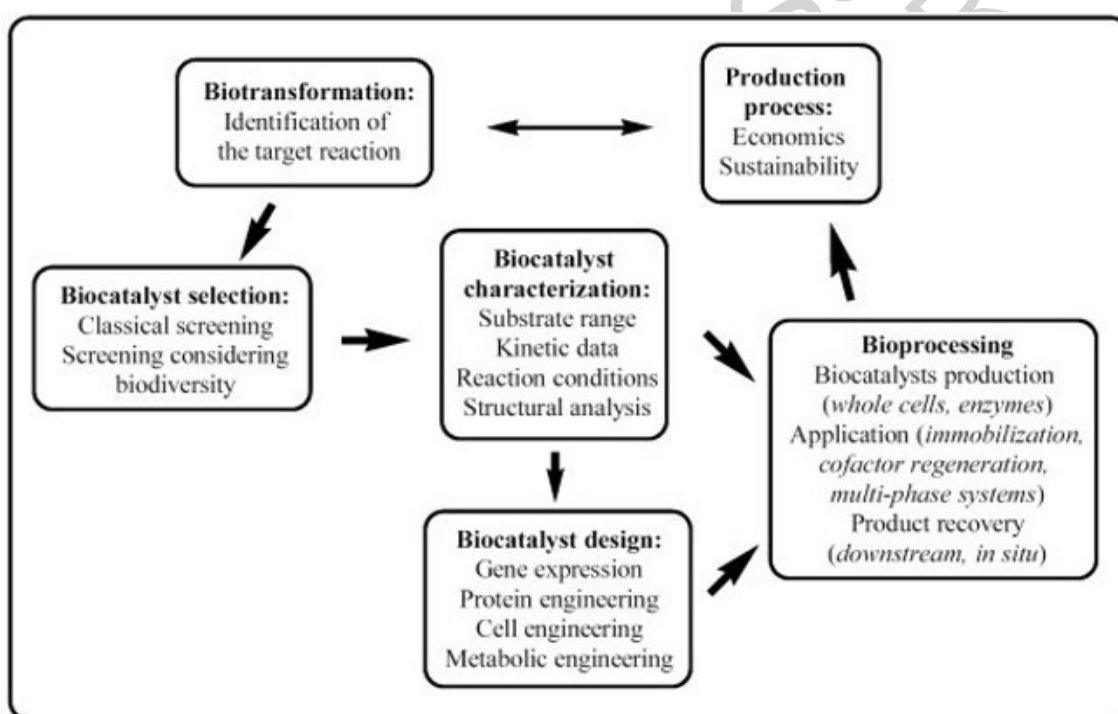 Biotransformation:
Identification of
the target reaction
Production
process:
Economics
Sustainability
Biocatalyst selection:
Classical screening
Screening considering
biodiversity
Biocatalyst
characterization:
Substrate range
Kinetic data
Reaction conditions
Structural analysis
Biocatalyst design:
Gene expression
Protein engineering
Cell engineering
Metabolic engineering
Bioprocessing
Biocatalysts production
(whole cells, enzymes)
Application (immobilization,
cofactor regeneration,
multi-phase systems)
Product recovery
(downstream, in situ)